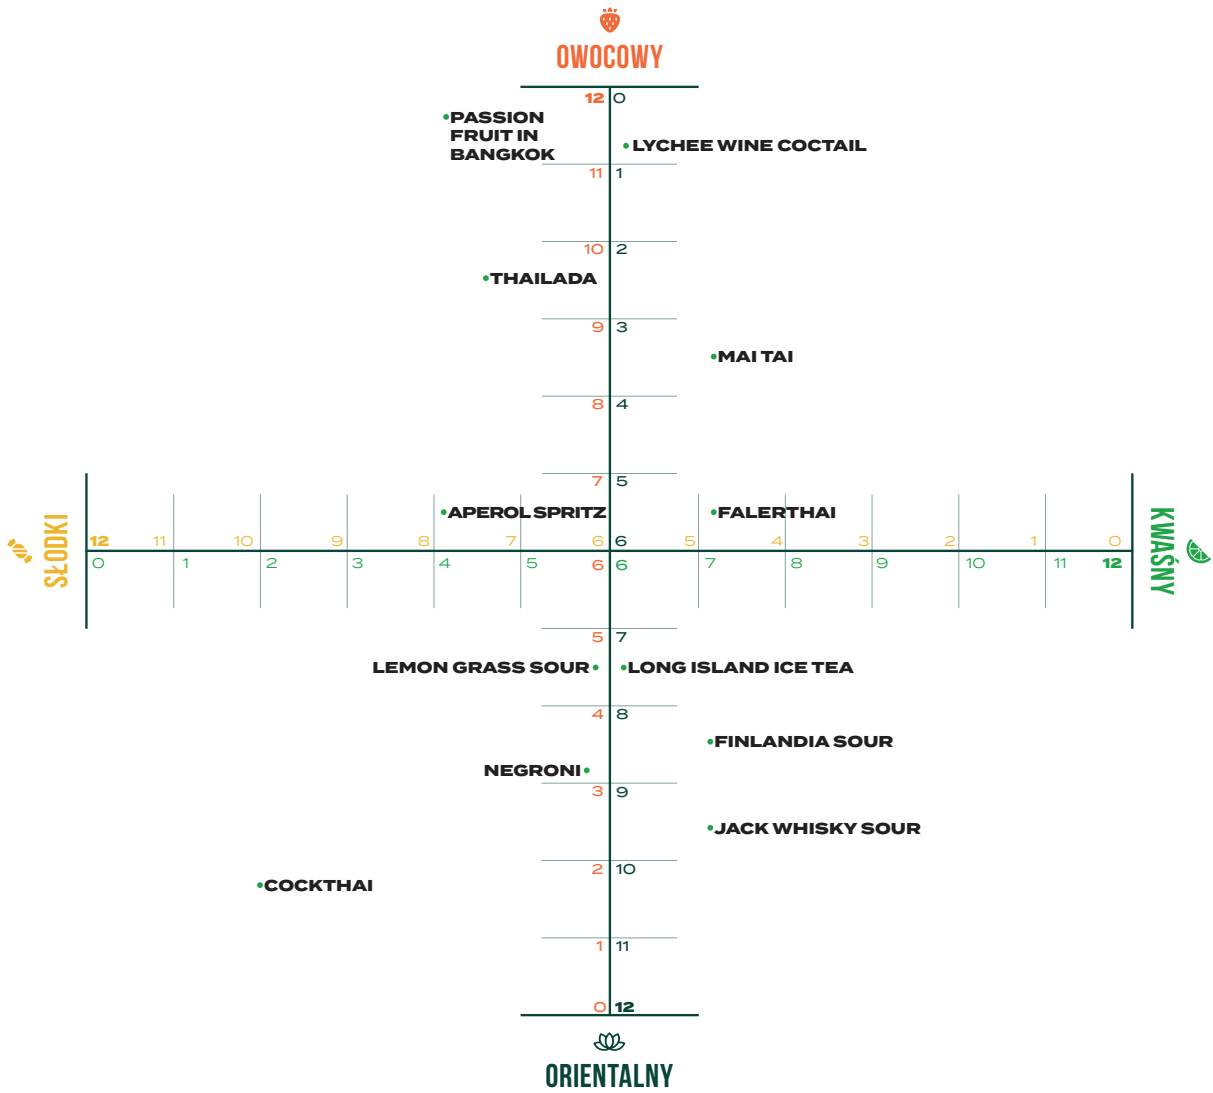 OWOCOWY
12 0
PASSION
FRUIT IN
BANGKOK
LYCHEE WINE COCTAIL
11 1
10 2
THAILADA
9 3
MAI TAI
8 4
7 5
APEROL SPRITZ
FALERTHAI
SŁODKI
12 11 10 9 8 7 6 6 5 4 3 2 1 0
0 1 2 3 4 5 6 6 7 8 9 10 11 12
KWAŚNY
5 7
LEMON GRASS SOUR
LONG ISLAND ICE TEA
4 8
FINLANDIA SOUR
NEGRONI
3 9
JACK WHISKY SOUR
2 10
COCKTHAI
1 11
0 12
ORIENTALNY